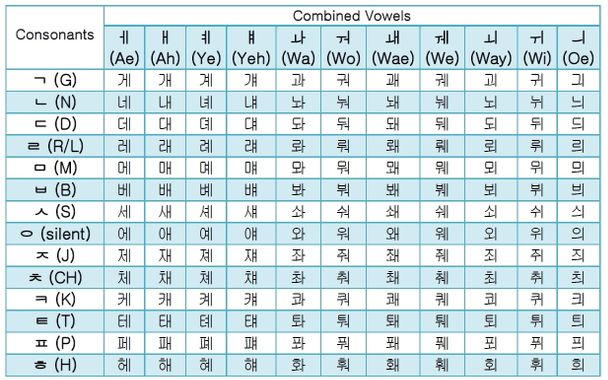 Consonants Combined Vowels
ㅔ ㅐ ㅖ ㅒ ㅘ ㅝ ㅙ ㅞ ㅚ ㅟ ㅢ
(Ae) (Ah) (Ye) (Yeh) (Wa) (Wo) (Wae) (We) (Way) (Wi) (Oe)
ㄱ (G) 게 개 계 걔 과 궈 괘 궤 괴 귀 긔
ㄴ (N) 네 내 녜 냬 놔 눠 놰 눼 뇌 뉘 늬
ㄷ (D) 데 대 뎨 댸 돠 둬 돼 뒈 되 뒤 듸
ㄹ (R/L) 레 래 례 럐 롸 뤄 뢔 뤠 뢰 뤼 릐
ㅁ (M) 메 매 몌 먜 뫄 뭐 뫠 뭬 뫼 뮈 믜
ㅂ (B) 베 배 볘 뱨 봐 붜 봬 붸 뵈 뷔 븨
ㅅ (S) 세 새 셰 섀 솨 숴 쇄 쉐 쇠 쉬 싀
ㅇ (silent) 에 애 예 얘 와 워 왜 웨 외 위 의
ㅈ (J) 제 재 졔 쟤 좌 줘 좨 줴 죄 쥐 즤
ㅊ (CH) 체 채 쳬 챼 촤 춰 쵀 췌 최 취 츼
ㅋ (K) 케 캐 켸 컈 콰 쿼 쾌 퀘 쾨 퀴 킈
ㅌ (T) 테 태 톄 턔 톼 퉈 퇘 퉤 퇴 튀 틔
ㅍ (P) 페 패 폐 퍠 퐈 풔 퐤 풰 푀 퓌 픠
ㅎ (H) 헤 해 혜 햬 화 훠 홰 훼 회 휘 희